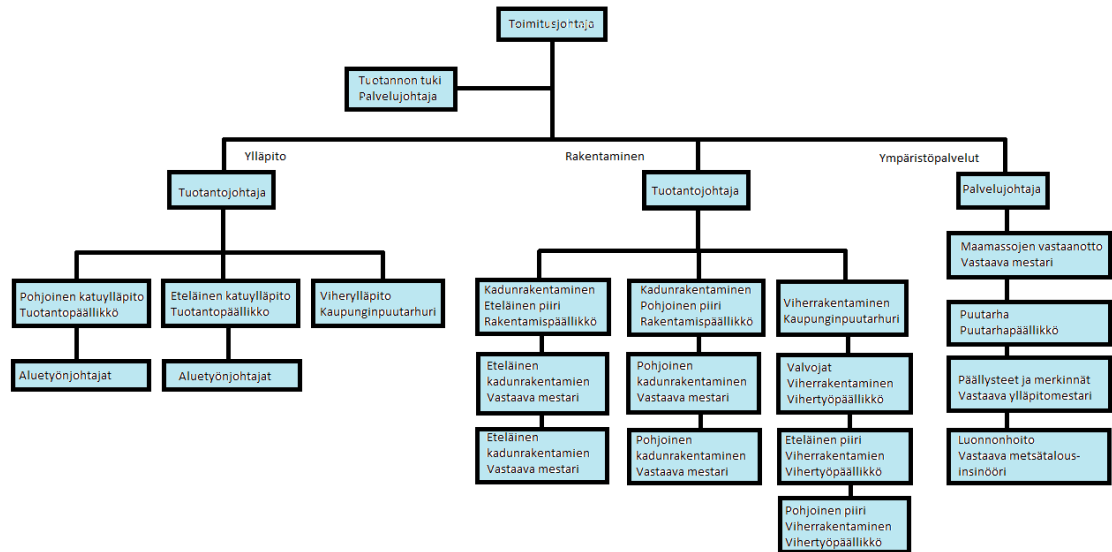 Toimitusjohtaja
Tuotannon tuki
Palvelujohtaja
Ylläpito
Rakentaminen
Ympäristöpalvelut
Tuotantojohtaja
Tuotantojohtaja
Palvelujohtaja
Pohjoinen katuylläpito
Tuotantopäällikkö
Aluetyönjohtajat
Eteläinen katuylläpito
Tuotantopäällikko
Aluetyönjohtajat
Viherylläpito
Kaupunginpuutarhuri
Kadunrakentaminen
Eteläinen piiri
Rakentamispäällikkö
Eteläinen
kadunrakentamien
Vastaava mestari
Eteläinen
kadunrakentamien
Vastaava mestari
Kadunrakentaminen
Pohjoinen piiri
Rakentamispäällikkö
Pohjoinen
kadunrakentaminen
Vastaava mestari
Pohjoinen
kadunrakentaminen
Vastaava mestari
Viherrakentaminen
Kaupunginpuutarhuri
Valvojat
Viherrakentaminen
Vihertyöpäällikkö
Eteläinen piiri
Viherrakentamien
Vihertyöpäällikkö
Pohjoinen piiri
Viherrakentaminen
Vihertyöpäällikkö
Maamassojen vastaanotto
Vastaava mestari
Puutarha
Puutarhapäällikkö
Päällysteet ja merkinnät
Vastaava ylläpitomestari
Luonnonhoito
Vastaava metsätalous-
insinööri